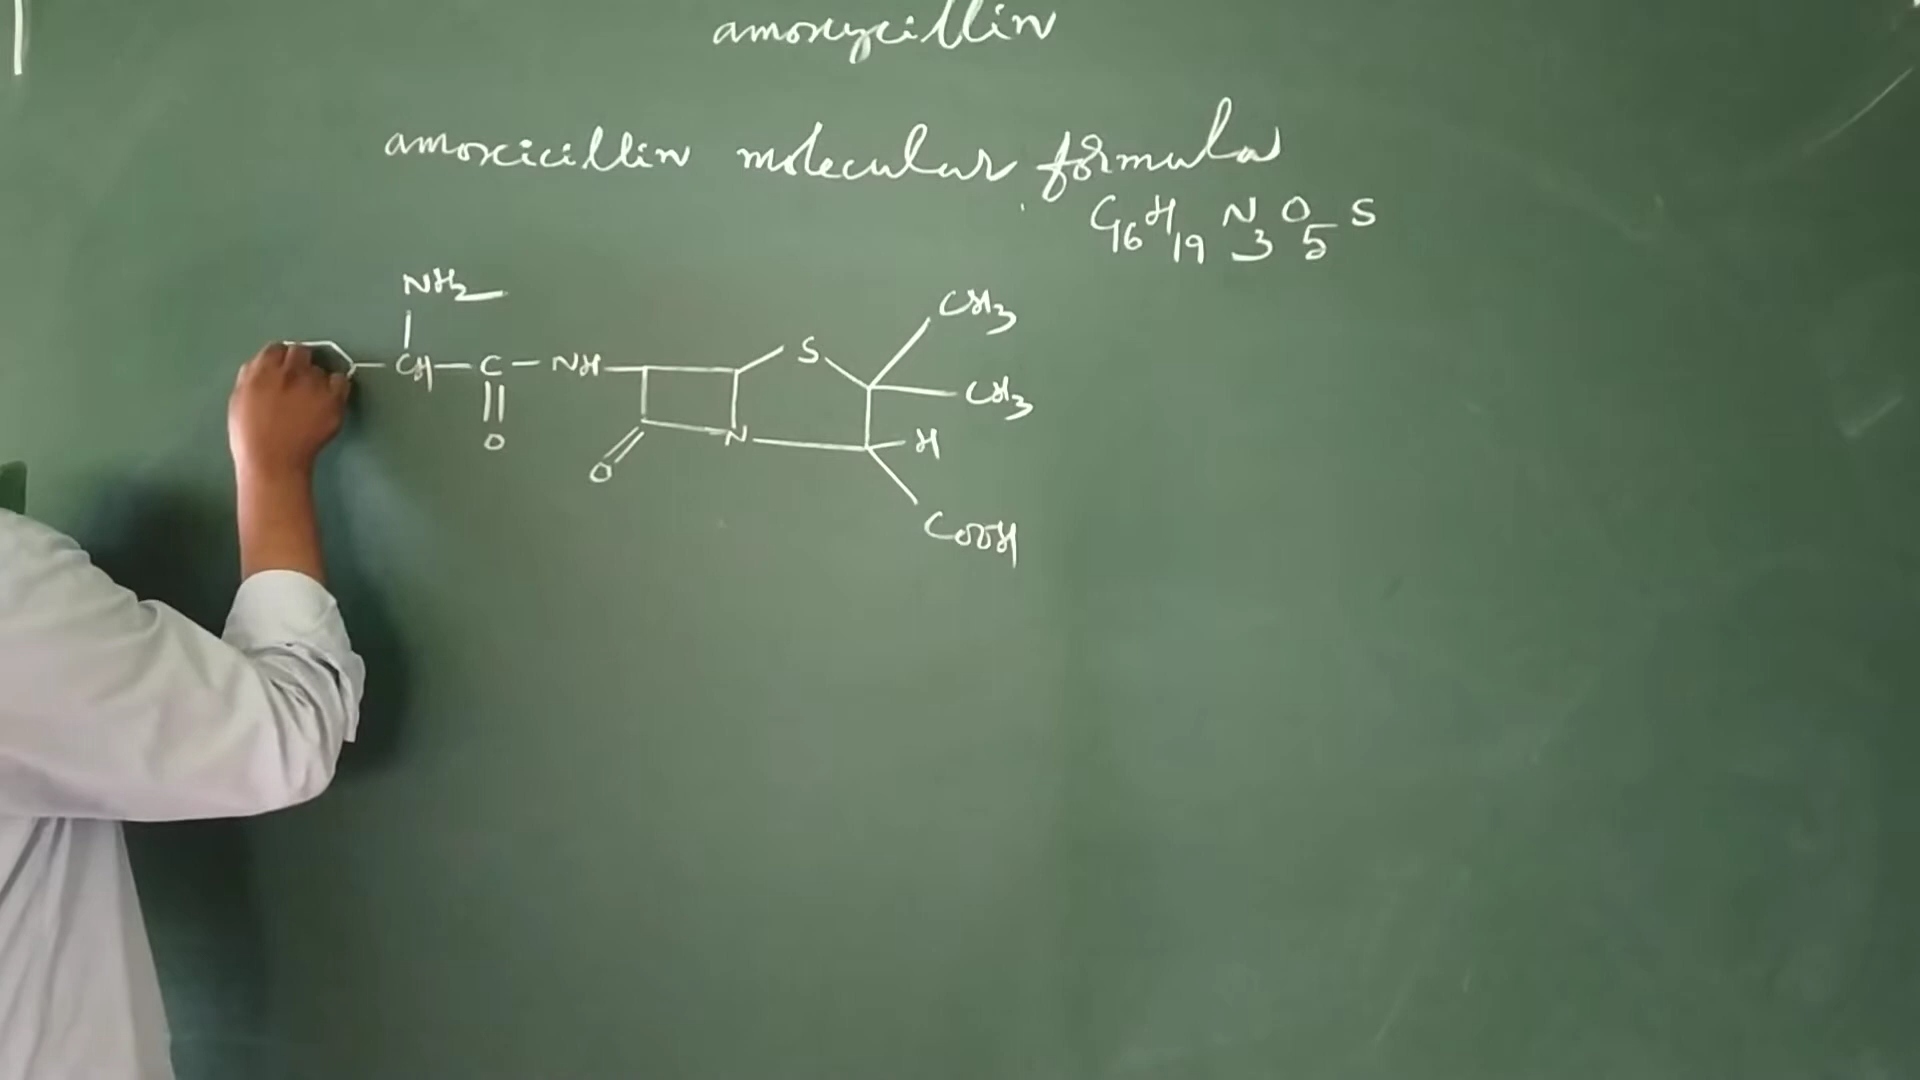 amoxycillin
amoxicillin molecular formula
C16H19N3O5S
NH2
CH3
S
CH-C-NH
CH3
O
N
H
O
COOH